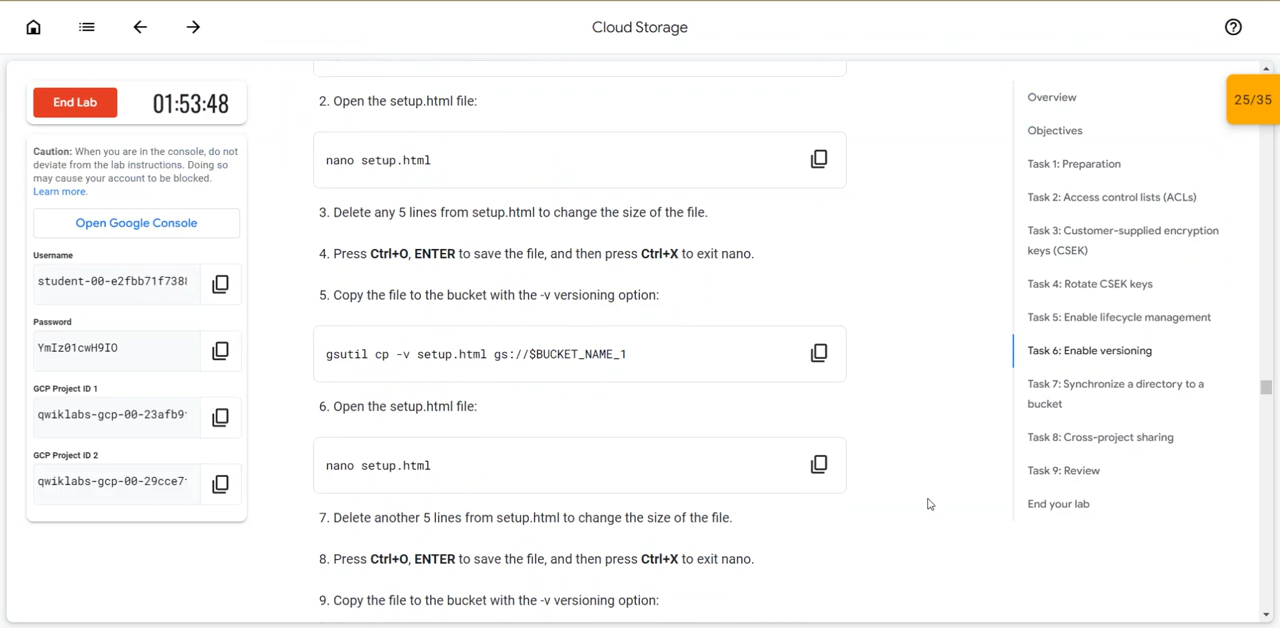 Cloud Storage
End Lab
01:53:48
Caution: When you are in the console, do not
deviate from the lab instructions. Doing so
may cause your account to be blocked.
Learn more.
Open Google Console
Username
student-00-e2fbb71f738
Password
YmIz01cwH9IO
GCP Project ID 1
qwiklabs-gcp-00-23afb9
GCP Project ID 2
qwiklabs-gcp-00-29cce7
2. Open the setup.html file:
nano setup.html
3. Delete any 5 lines from setup.html to change the size of the file.
4. Press Ctrl+O, ENTER to save the file, and then press Ctrl+X to exit nano.
5. Copy the file to the bucket with the -v versioning option:
gsutil cp -v setup.html gs://$BUCKET_NAME_1
6. Open the setup.html file:
nano setup.html
7. Delete another 5 lines from setup.html to change the size of the file.
8. Press Ctrl+O, ENTER to save the file, and then press Ctrl+X to exit nano.
9. Copy the file to the bucket with the -v versioning option:
Overview
Objectives
Task 1: Preparation
Task 2: Access control lists (ACLs)
Task 3: Customer-supplied encryption
keys (CSEK)
Task 4: Rotate CSEK keys
Task 5: Enable lifecycle management
Task 6: Enable versioning
Task 7: Synchronize a directory to a
bucket
Task 8: Cross-project sharing
Task 9: Review
End your lab
25/35